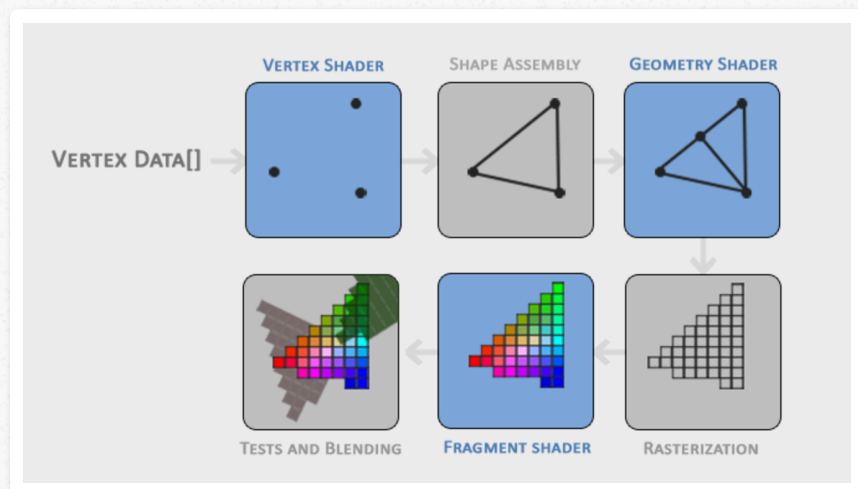 VERTEX SHADER
SHAPE ASSEMBLY
GEOMETRY SHADER
VERTEX DATA[]
TESTS AND BLENDING
FRAGMENT SHADER
RASTERIZATION